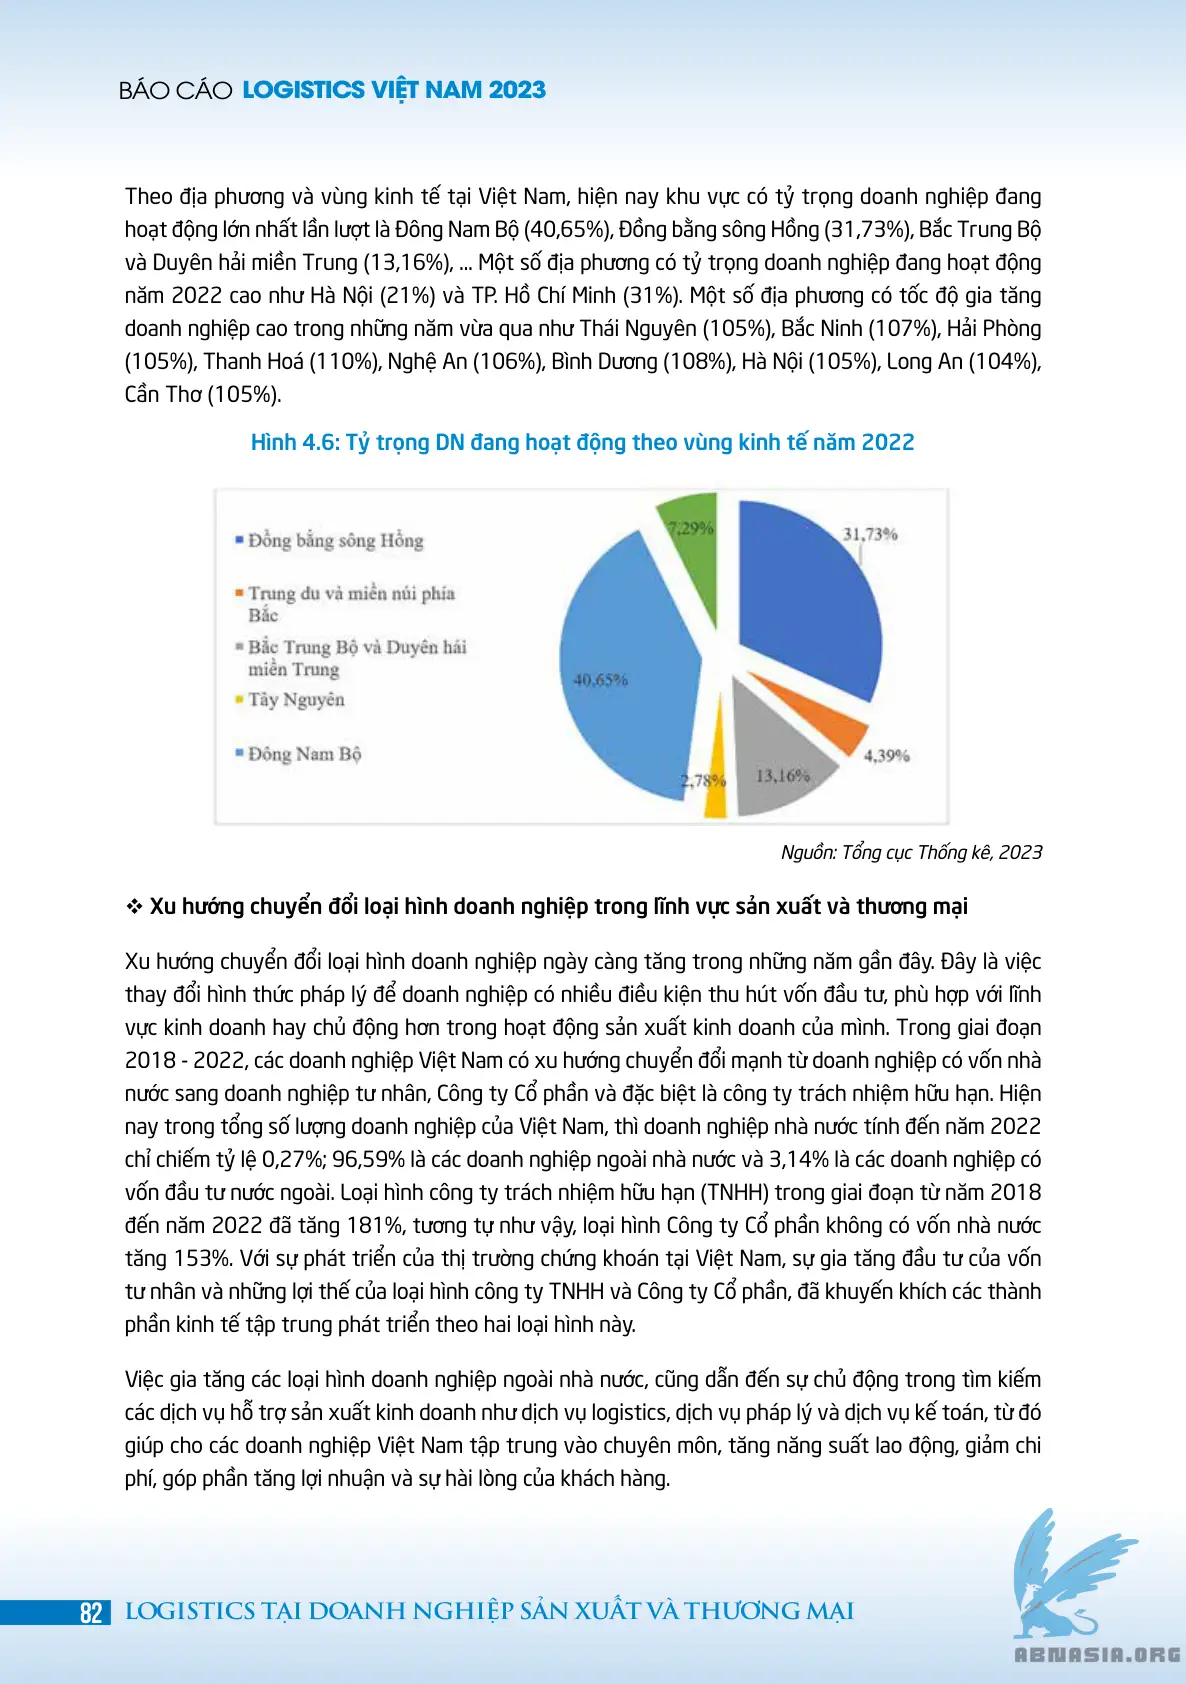 BÁO CÁO LOGISTICS VIỆT NAM 2023
Theo địa phương và vùng kinh tế tại Việt Nam, hiện nay khu vực có tỷ trọng doanh nghiệp đang
hoạt động lớn nhất lần lượt là Đông Nam Bộ (40,65%), Đồng bằng sông Hồng (31,73%), Bắc Trung Bộ
và Duyên hải miền Trung (13,16%), ... Một số địa phương có tỷ trọng doanh nghiệp đang hoạt động
năm 2022 cao như Hà Nội (21%) và TP. Hồ Chí Minh (31%). Một số địa phương có tốc độ gia tăng
doanh nghiệp cao trong những năm vừa qua như Thái Nguyên (105%), Bắc Ninh (107%), Hải Phòng
(105%), Thanh Hoá (110%), Nghệ An (106%), Bình Dương (108%), Hà Nội (105%), Long An (104%),
Cần Thơ (105%).
Hình 4.6: Tỷ trọng DN đang hoạt động theo vùng kinh tế năm 2022
Đồng bằng sông Hồng
Trung du và miền núi phía
Bắc
Bắc Trung Bộ và Duyên hải
miền Trung
Tây Nguyên
Đông Nam Bộ
7,29%
31,73%
40,65%
4,39%
2,78%
13,16%
Nguồn: Tổng cục Thống kê, 2023
❖ Xu hướng chuyển đổi loại hình doanh nghiệp trong lĩnh vực sản xuất và thương mại
Xu hướng chuyển đổi loại hình doanh nghiệp ngày càng tăng trong những năm gần đây. Đây là việc
thay đổi hình thức pháp lý để doanh nghiệp có nhiều điều kiện thu hút vốn đầu tư, phù hợp với lĩnh
vực kinh doanh hay chủ động hơn trong hoạt động sản xuất kinh doanh của mình. Trong giai đoạn
2018 - 2022, các doanh nghiệp Việt Nam có xu hướng chuyển đổi mạnh từ doanh nghiệp có vốn nhà
nước sang doanh nghiệp tư nhân, Công ty Cổ phần và đặc biệt là công ty trách nhiệm hữu hạn. Hiện
nay trong tổng số lượng doanh nghiệp của Việt Nam, thì doanh nghiệp nhà nước tính đến năm 2022
chỉ chiếm tỷ lệ 0,27%; 96,59% là các doanh nghiệp ngoài nhà nước và 3,14% là các doanh nghiệp có
vốn đầu tư nước ngoài. Loại hình công ty trách nhiệm hữu hạn (TNHH) trong giai đoạn từ năm 2018
đến năm 2022 đã tăng 181%, tương tự như vậy, loại hình Công ty Cổ phần không có vốn nhà nước
tăng 153%. Với sự phát triển của thị trường chứng khoán tại Việt Nam, sự gia tăng đầu tư của vốn
tư nhân và những lợi thế của loại hình công ty TNHH và Công ty Cổ phần, đã khuyến khích các thành
phần kinh tế tập trung phát triển theo hai loại hình này.
Việc gia tăng các loại hình doanh nghiệp ngoài nhà nước, cũng dẫn đến sự chủ động trong tìm kiếm
các dịch vụ hỗ trợ sản xuất kinh doanh như dịch vụ logistics, dịch vụ pháp lý và dịch vụ kế toán, từ đó
giúp cho các doanh nghiệp Việt Nam tập trung vào chuyên môn, tăng năng suất lao động, giảm chi
phí, góp phần tăng lợi nhuận và sự hài lòng của khách hàng.
82 LOGISTICS TẠI DOANH NGHIỆP SẢN XUẤT VÀ THƯƠNG MẠI
ABMASIA.ORG